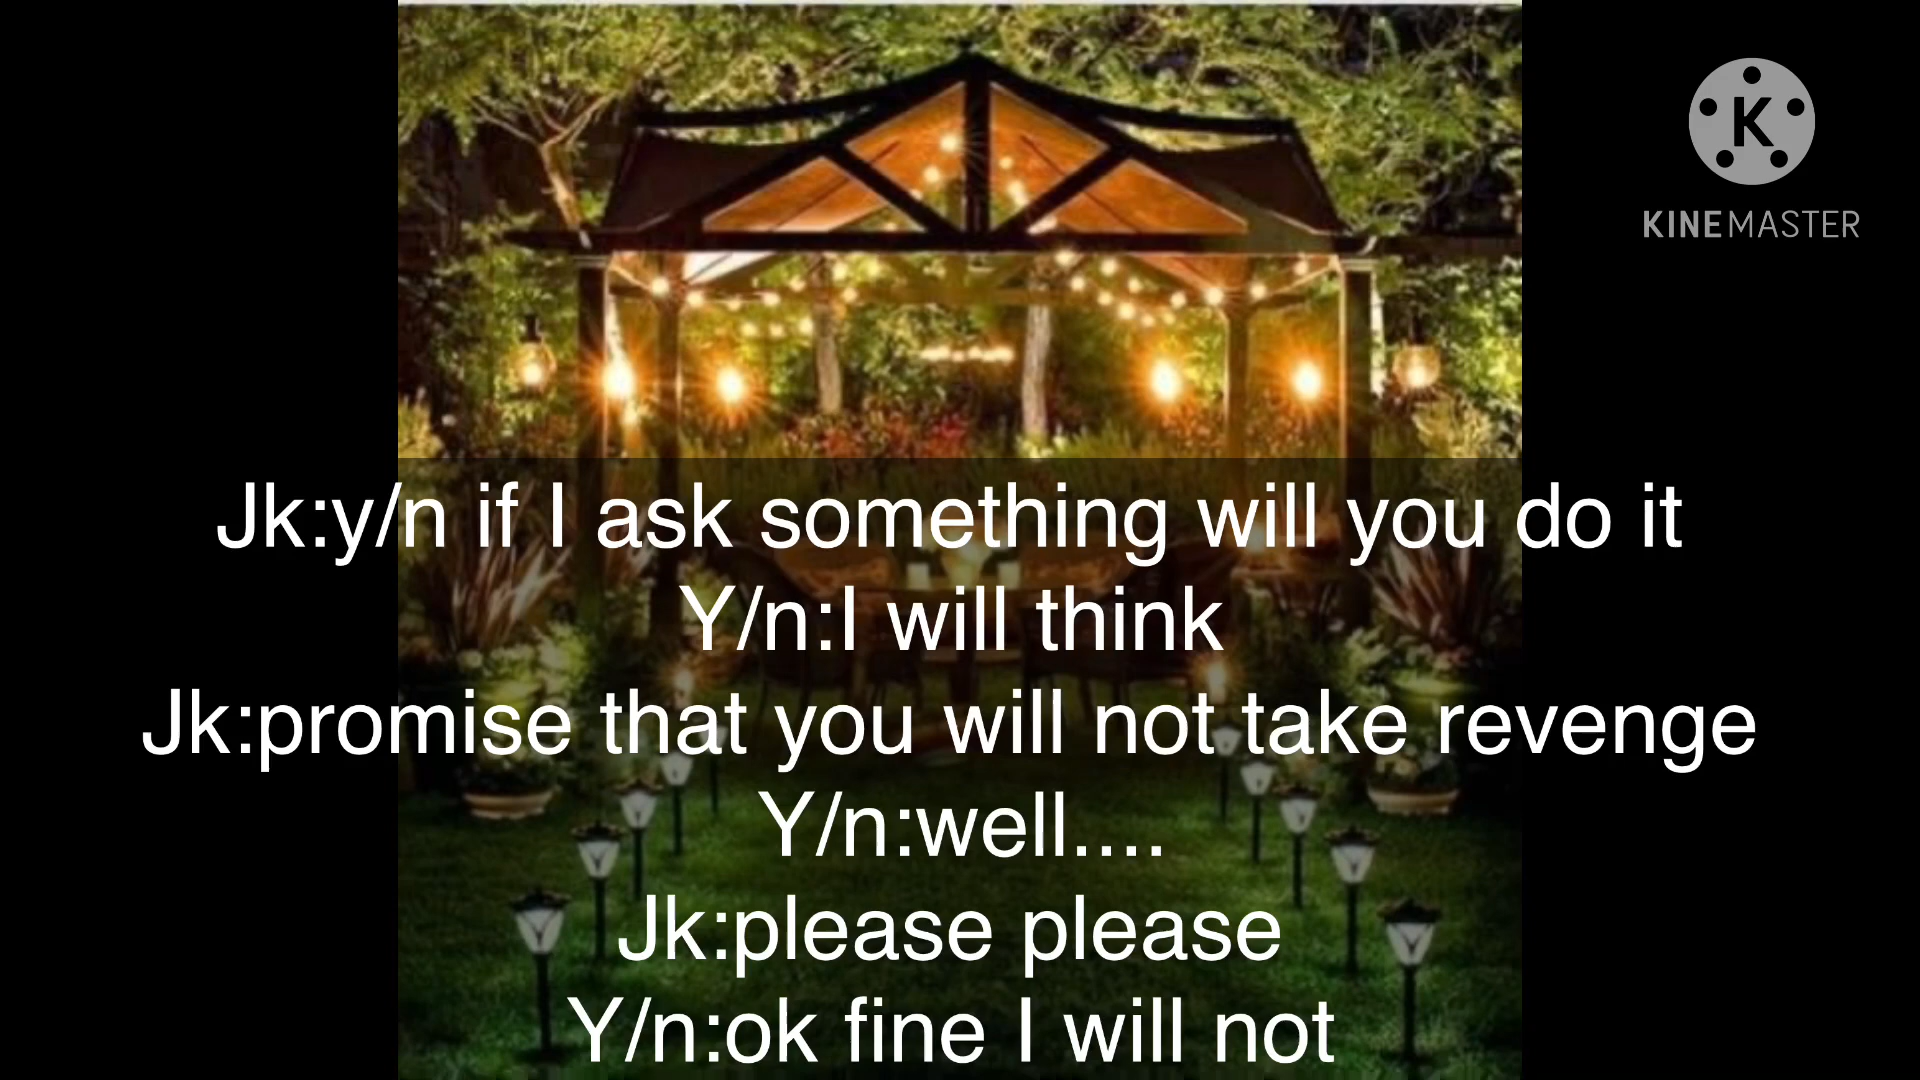 K
KINEMASTER
Jk:y/n if I ask something will you do it
Y/n:I will think
Jk:promise that you will not take revenge
Y/n:well....
Jk:please please
Y/n:ok fine I will not